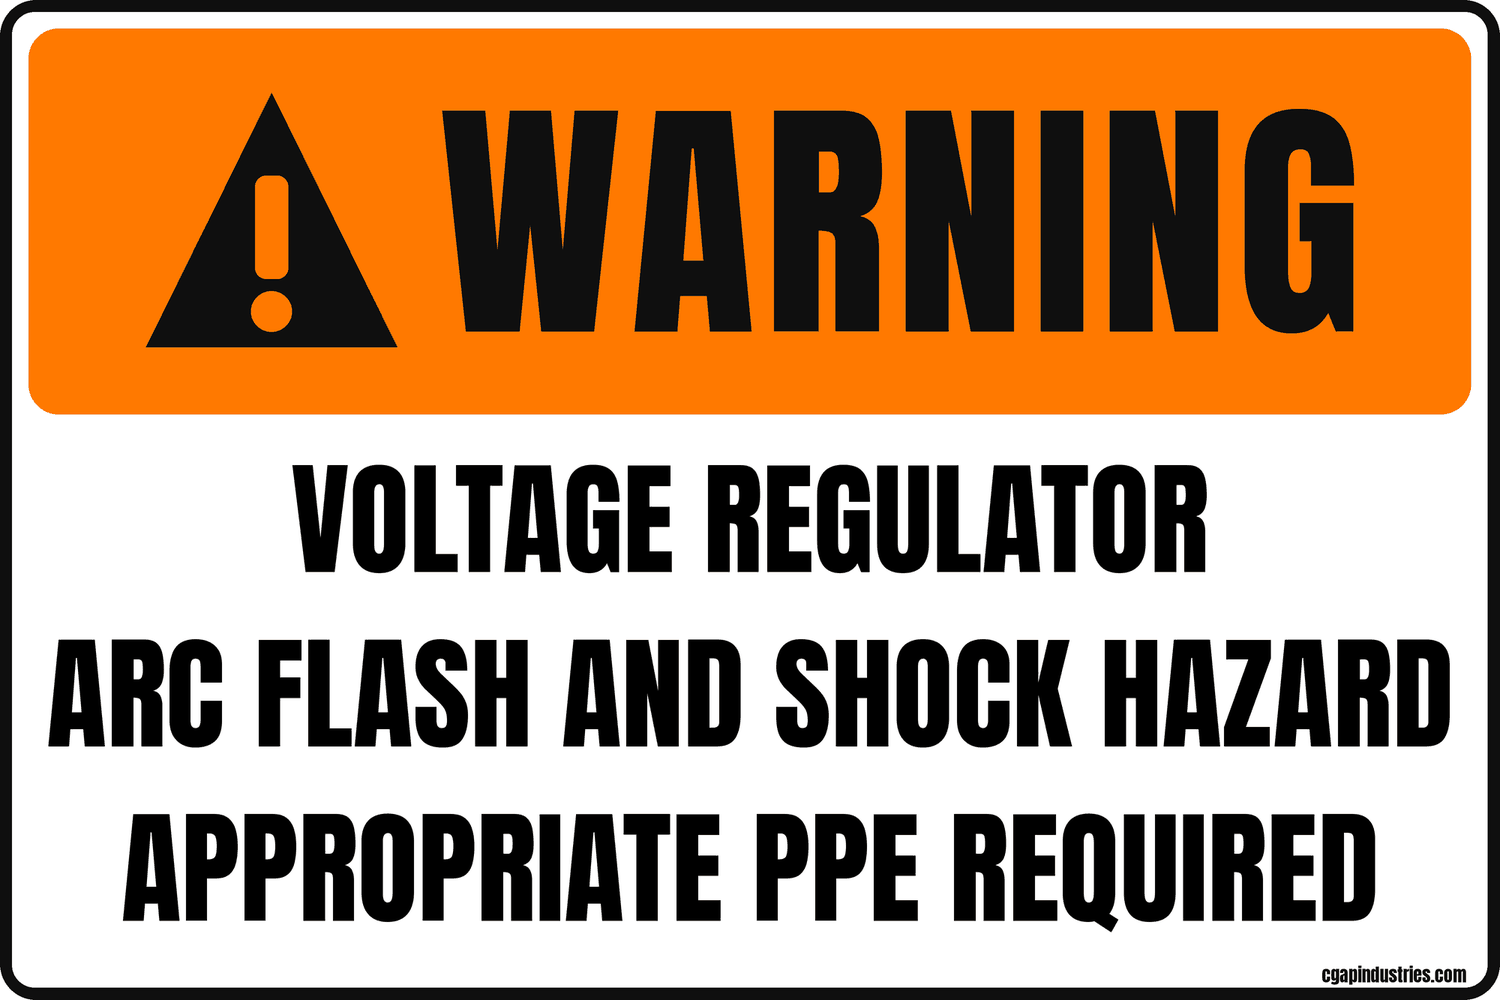 WARNING
VOLTAGE REGULATOR
ARC FLASH AND SHOCK HAZARD
APPROPRIATE PPE REQUIRED
cgapindustries.com